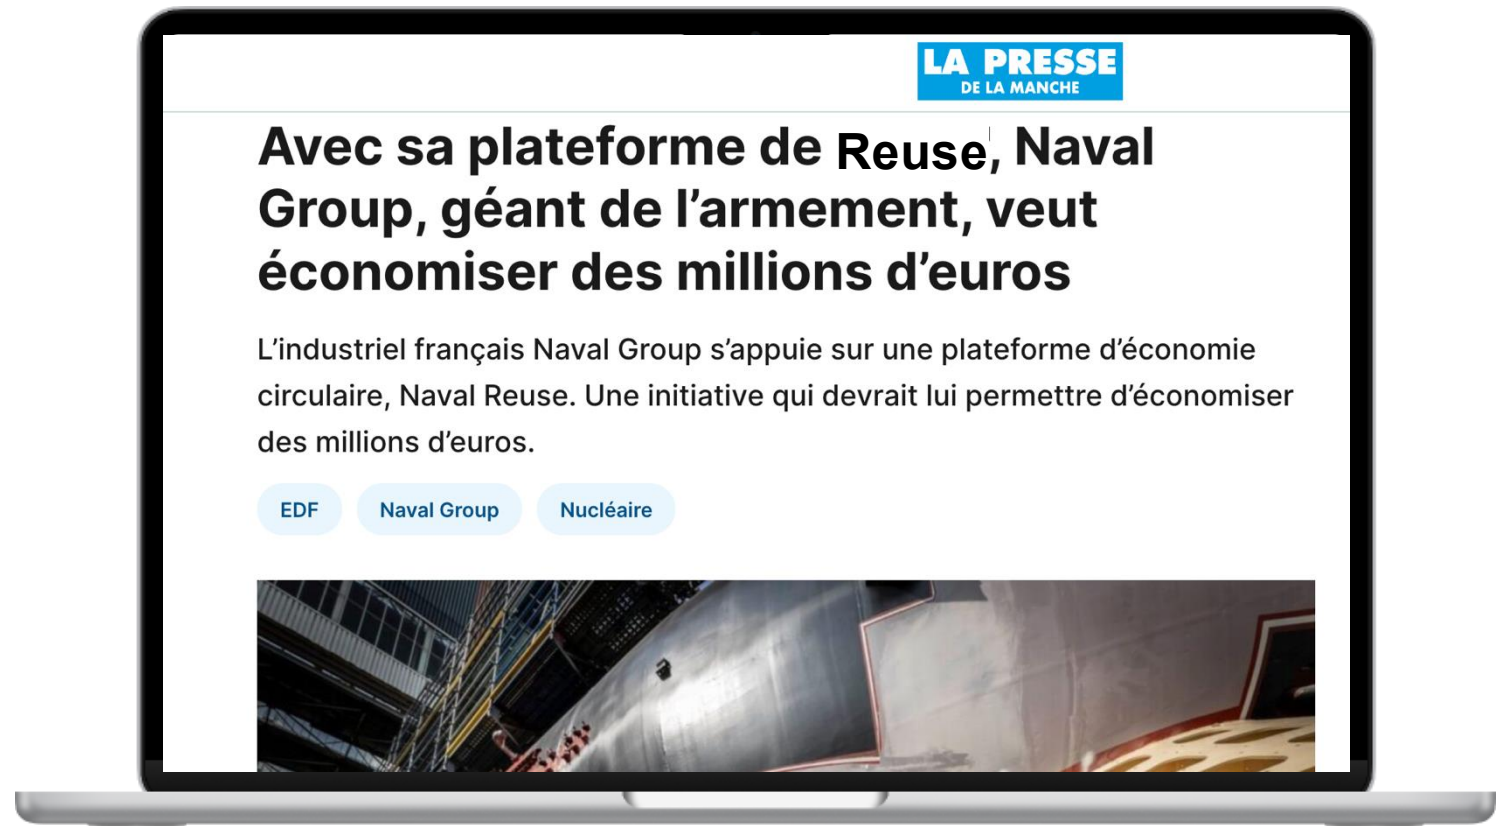 LA PRESSE
DE LA MANCHE
Avec sa plateforme de Reuse, Naval
Group, géant de l’armement, veut
économiser des millions d’euros
L’industriel français Naval Group s’appuie sur une plateforme d’économie
circulaire, Naval Reuse. Une initiative qui devrait lui permettre d’économiser
des millions d’euros.
EDF Naval Group Nucléaire